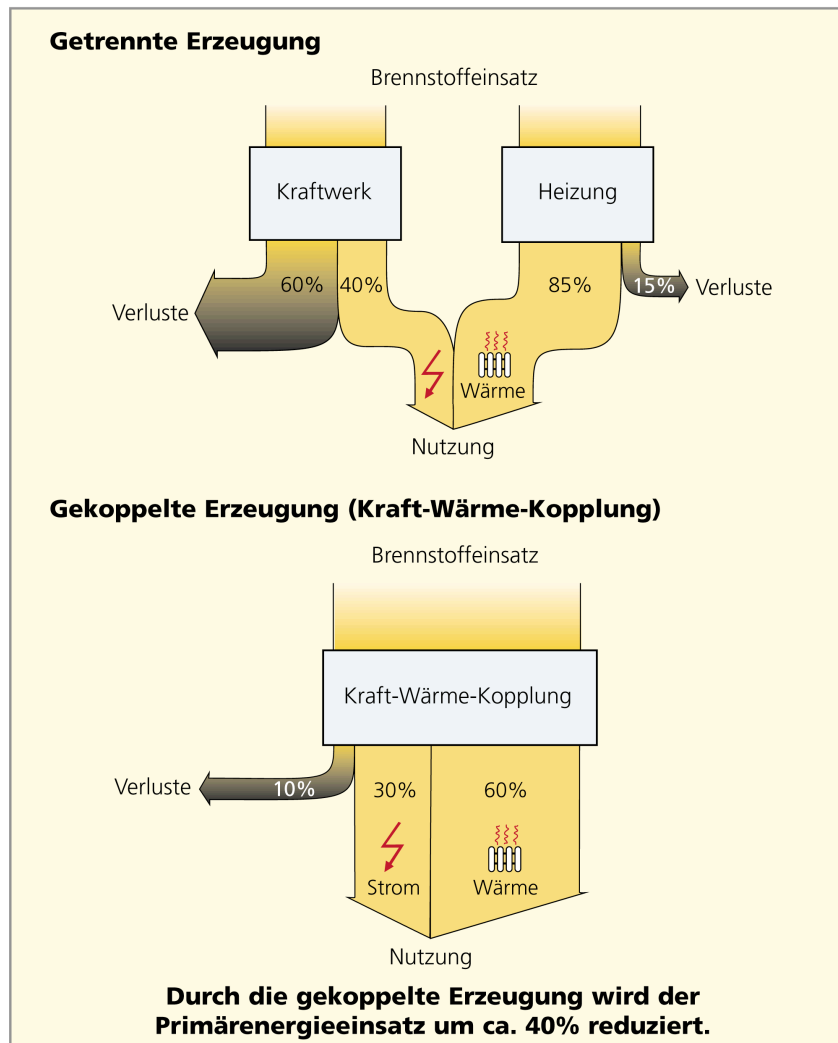 Getrennte Erzeugung
Brennstoffeinsatz
Kraftwerk
Heizung
60%
40%
85%
15%
Verluste
Verluste
Wärme
Nutzung
Gekoppelte Erzeugung (Kraft-Wärme-Kopplung)
Brennstoffeinsatz
Kraft-Wärme-Kopplung
Verluste
10%
30%
60%
Strom
Wärme
Nutzung
Durch die gekoppelte Erzeugung wird der
Primärenergieeinsatz um ca. 40% reduziert.